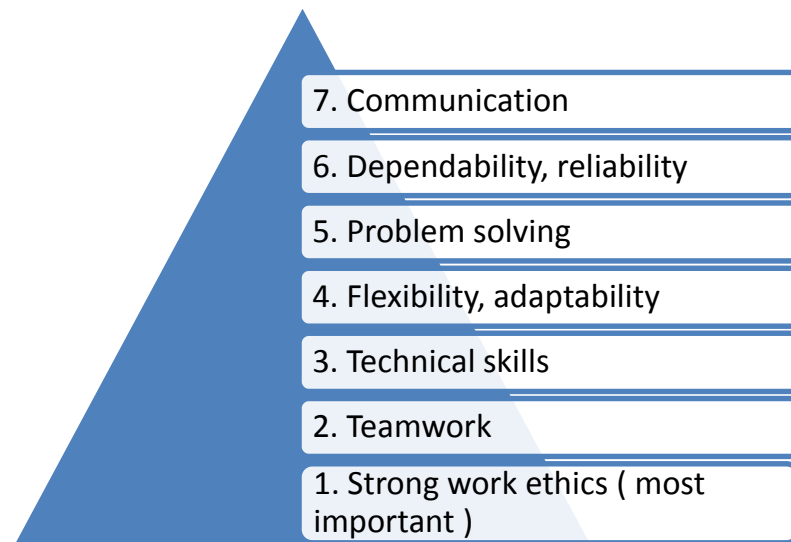 7. Communication
6. Dependability, reliability
5. Problem solving
4. Flexibility, adaptability
3. Technical skills
2. Teamwork
1. Strong work ethics ( most
important )